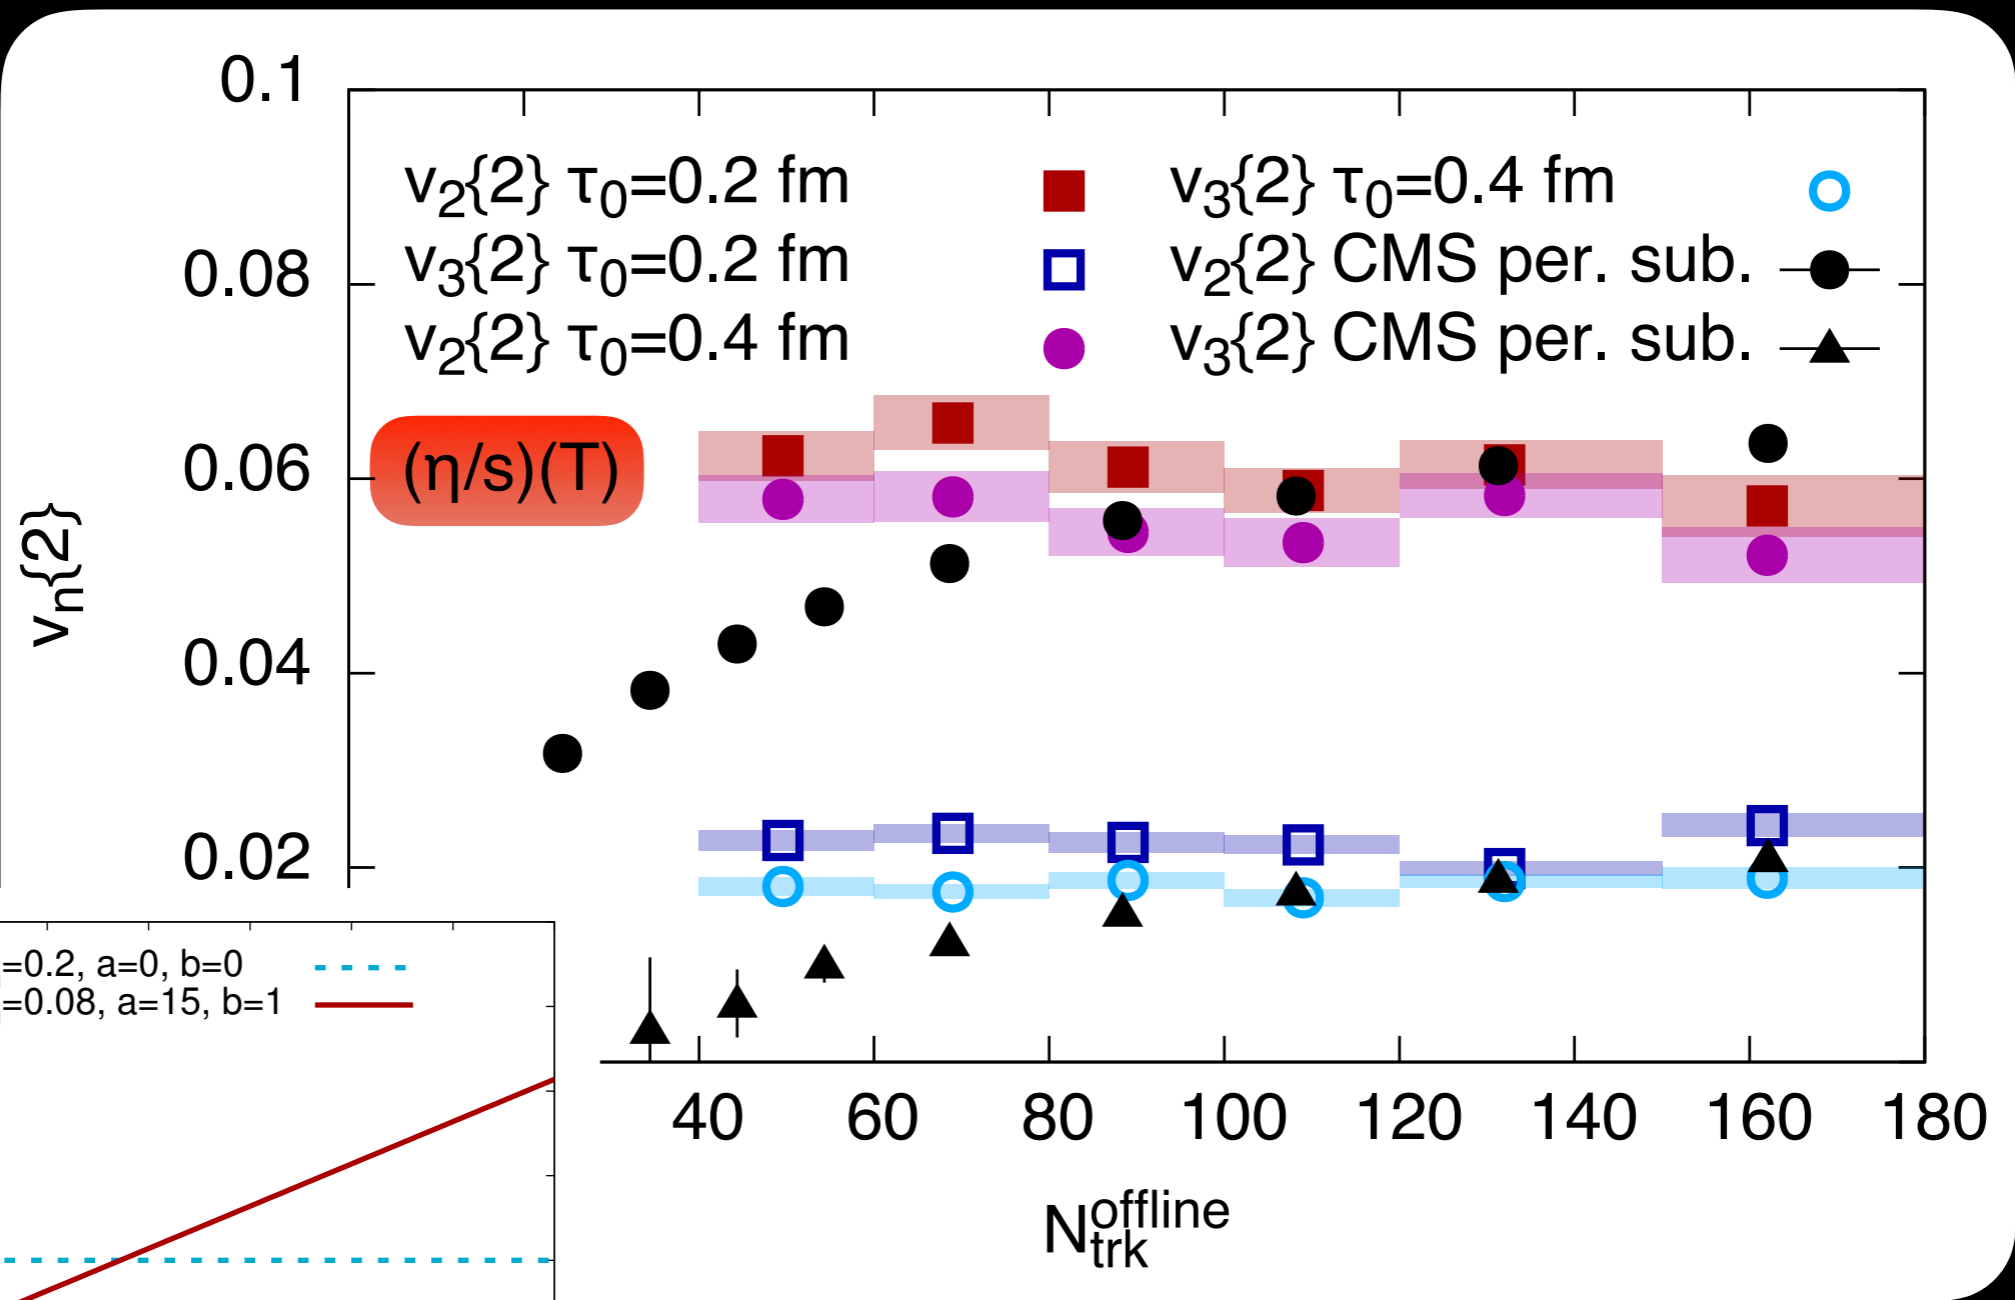 0.1
v2{2} τ0=0.2 fm
v3{2} τ0=0.4 fm
v3{2} τ0=0.2 fm
v2{2} CMS per. sub.
v2{2} τ0=0.4 fm
v3{2} CMS per. sub.
0.08
(η/s)(T)
0.06
vn{2}
0.04
0.02
=0.2, a=0, b=0
=0.08, a=15, b=1
40 60 80 100 120 140 160 180
N trk offline